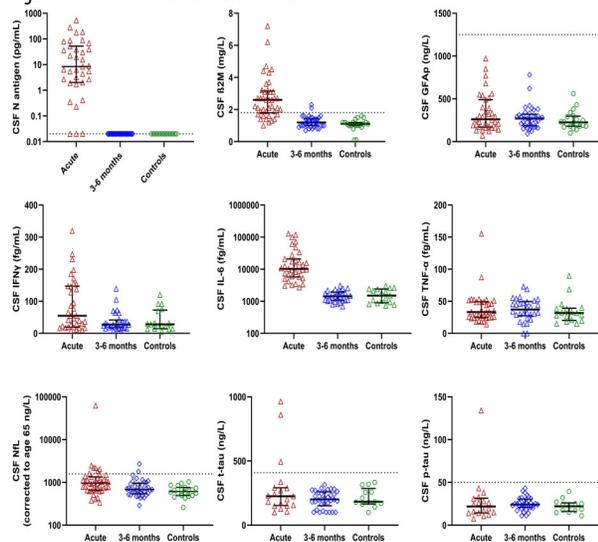 CSF N antigen (pg/mL)
1000
100
10
1
0.1
0.01
Acute
3-6 months
Controls
CSF ß2M (mg/L)
8
6
4
2
0
Acute
3-6 months
Controls
CSF GFAp (ng/L)
1500
1000
500
0
Acute
3-6 months
Controls
CSF IFNγ (fg/mL)
400
300
200
100
0
Acute
3-6 months
Controls
CSF IL-6 (fg/mL)
100000
10000
1000
100
Acute
3-6 months
Controls
CSF TNF-α (fg/mL)
200
150
100
50
0
Acute
3-6 months
Controls
CSF NfL
(corrected to age 65 ng/L)
100000
10000
1000
100
Acute
3-6 months
Controls
CSF t-tau (ng/L)
1000
500
0
Acute
3-6 months
Controls
CSF p-tau (ng/L)
150
100
50
0
Acute
3-6 months
Controls